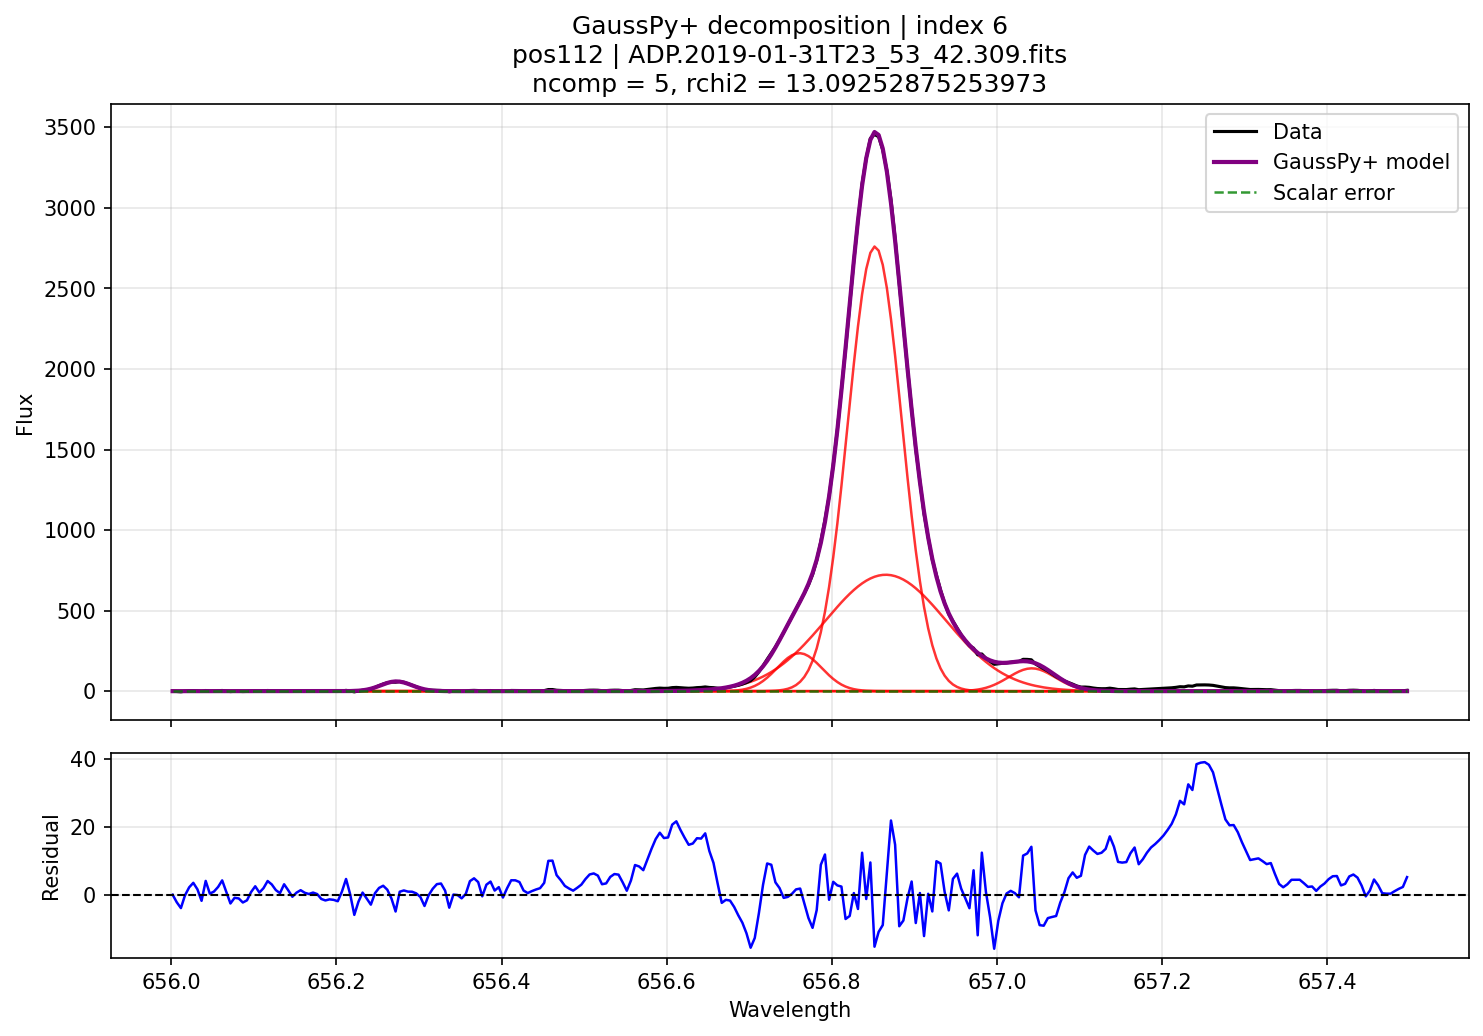 GaussPy+ decomposition | index 6
pos112 | ADP.2019-01-31T23_53_42.309.fits
ncomp = 5, rchi2 = 13.09252875253973
Data
GaussPy+ model
Scalar error
Flux
3500
3000
2500
2000
1500
1000
500
0
Residual
40
20
0
656.0 656.2 656.4 656.6 656.8 657.0 657.2 657.4
Wavelength